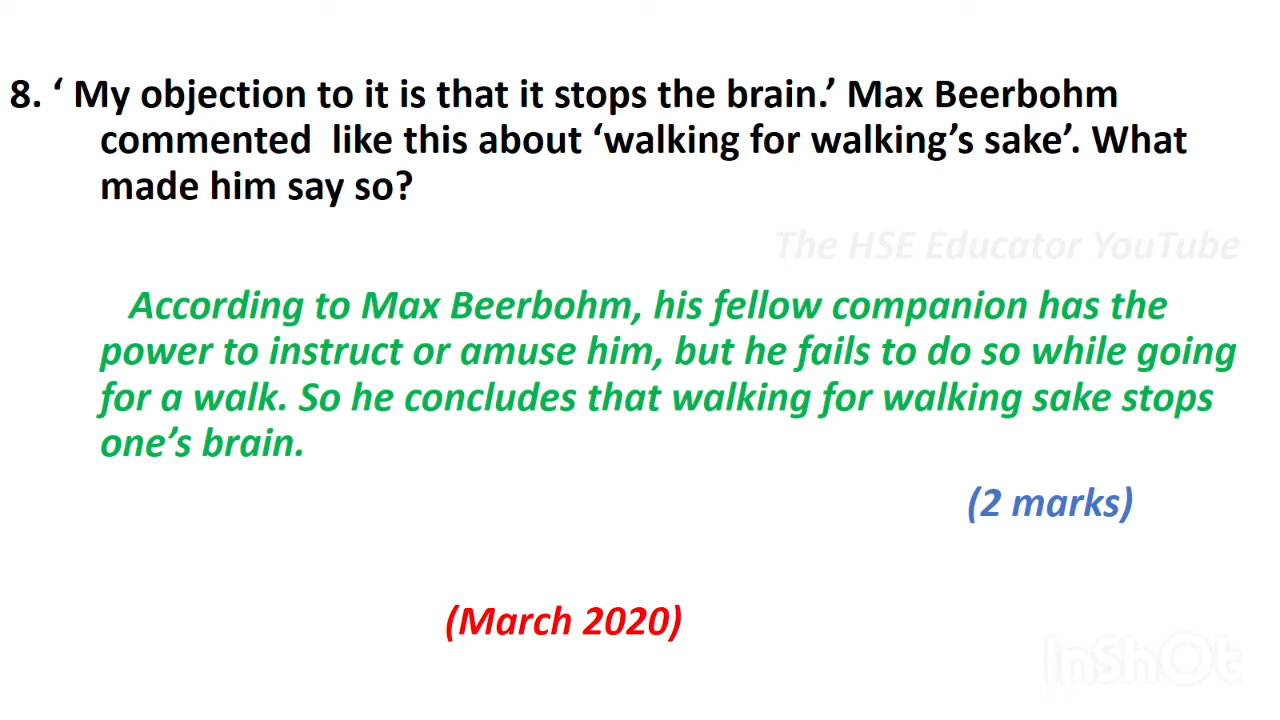 8. ‘ My objection to it is that it stops the brain.’ Max Beerbohm
commented like this about ‘walking for walking’s sake’. What
made him say so?
The HSE Educator YouTube
According to Max Beerbohm, his fellow companion has the
power to instruct or amuse him, but he fails to do so while going
for a walk. So he concludes that walking for walking sake stops
one’s brain.
(2 marks)
(March 2020)
InShOt